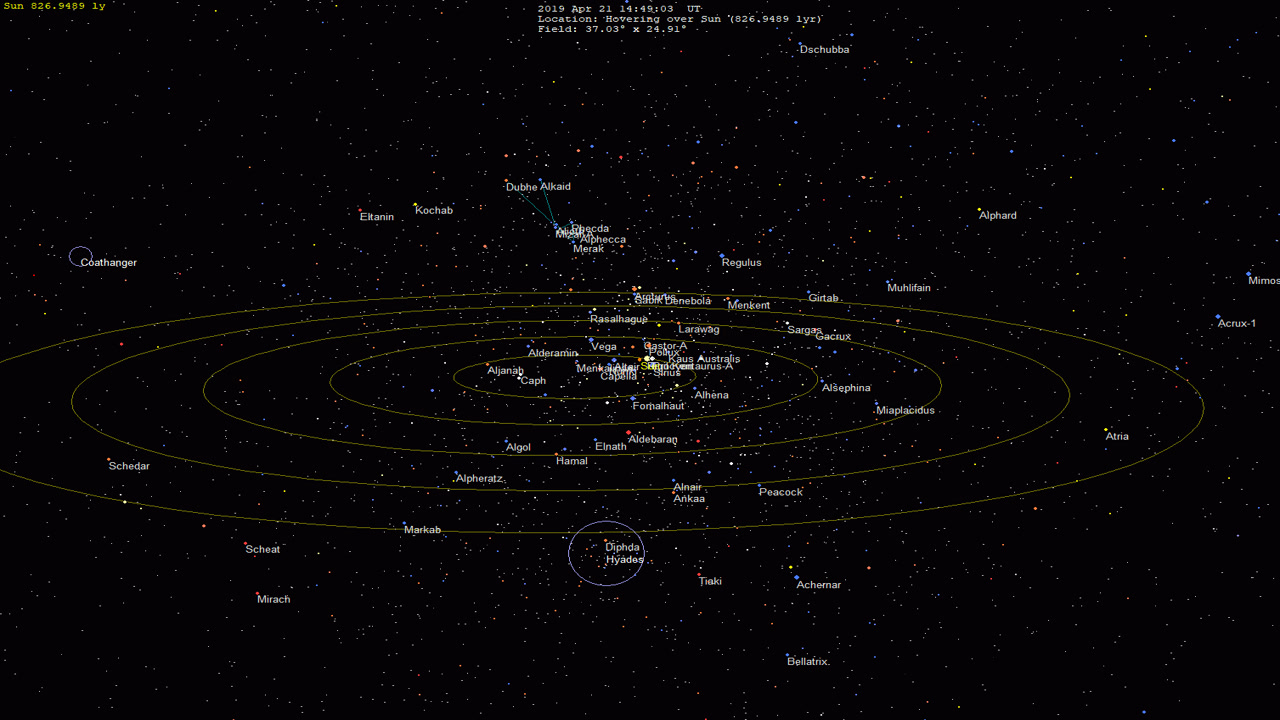 Sun 826.9489 ly
2019 Apr 21 14:49:03 UT
Location: Hovering over Sun (826.9489 lyr)
Field: 37.03° x 24.91°
Dschubba
Dubhe Alkaid
Kochab
Eltanin
Alphard
Phecda
Alphecca
Merak
Coathanger
Regulus
Mimos
Muhlifain
Girtab
Denebola
Menkent
Rasalhague
Acrux-1
Larawag
Sargas
Gacrux
Vega
Castor-A
Alderamin
Pollux
Kaus Australis
Aljanah
Sirius
Capella
Caph
Alsephina
Alhena
Fomalhaut
Miaplacidus
Atria
Aldebaran
Algol
Elnath
Hamal
Schedar
Alpheratz
Alnair
Peacock
Ankaa
Markab
Scheat
Diphda
Hyades
Tiaki
Achernar
Mirach
Bellatrix